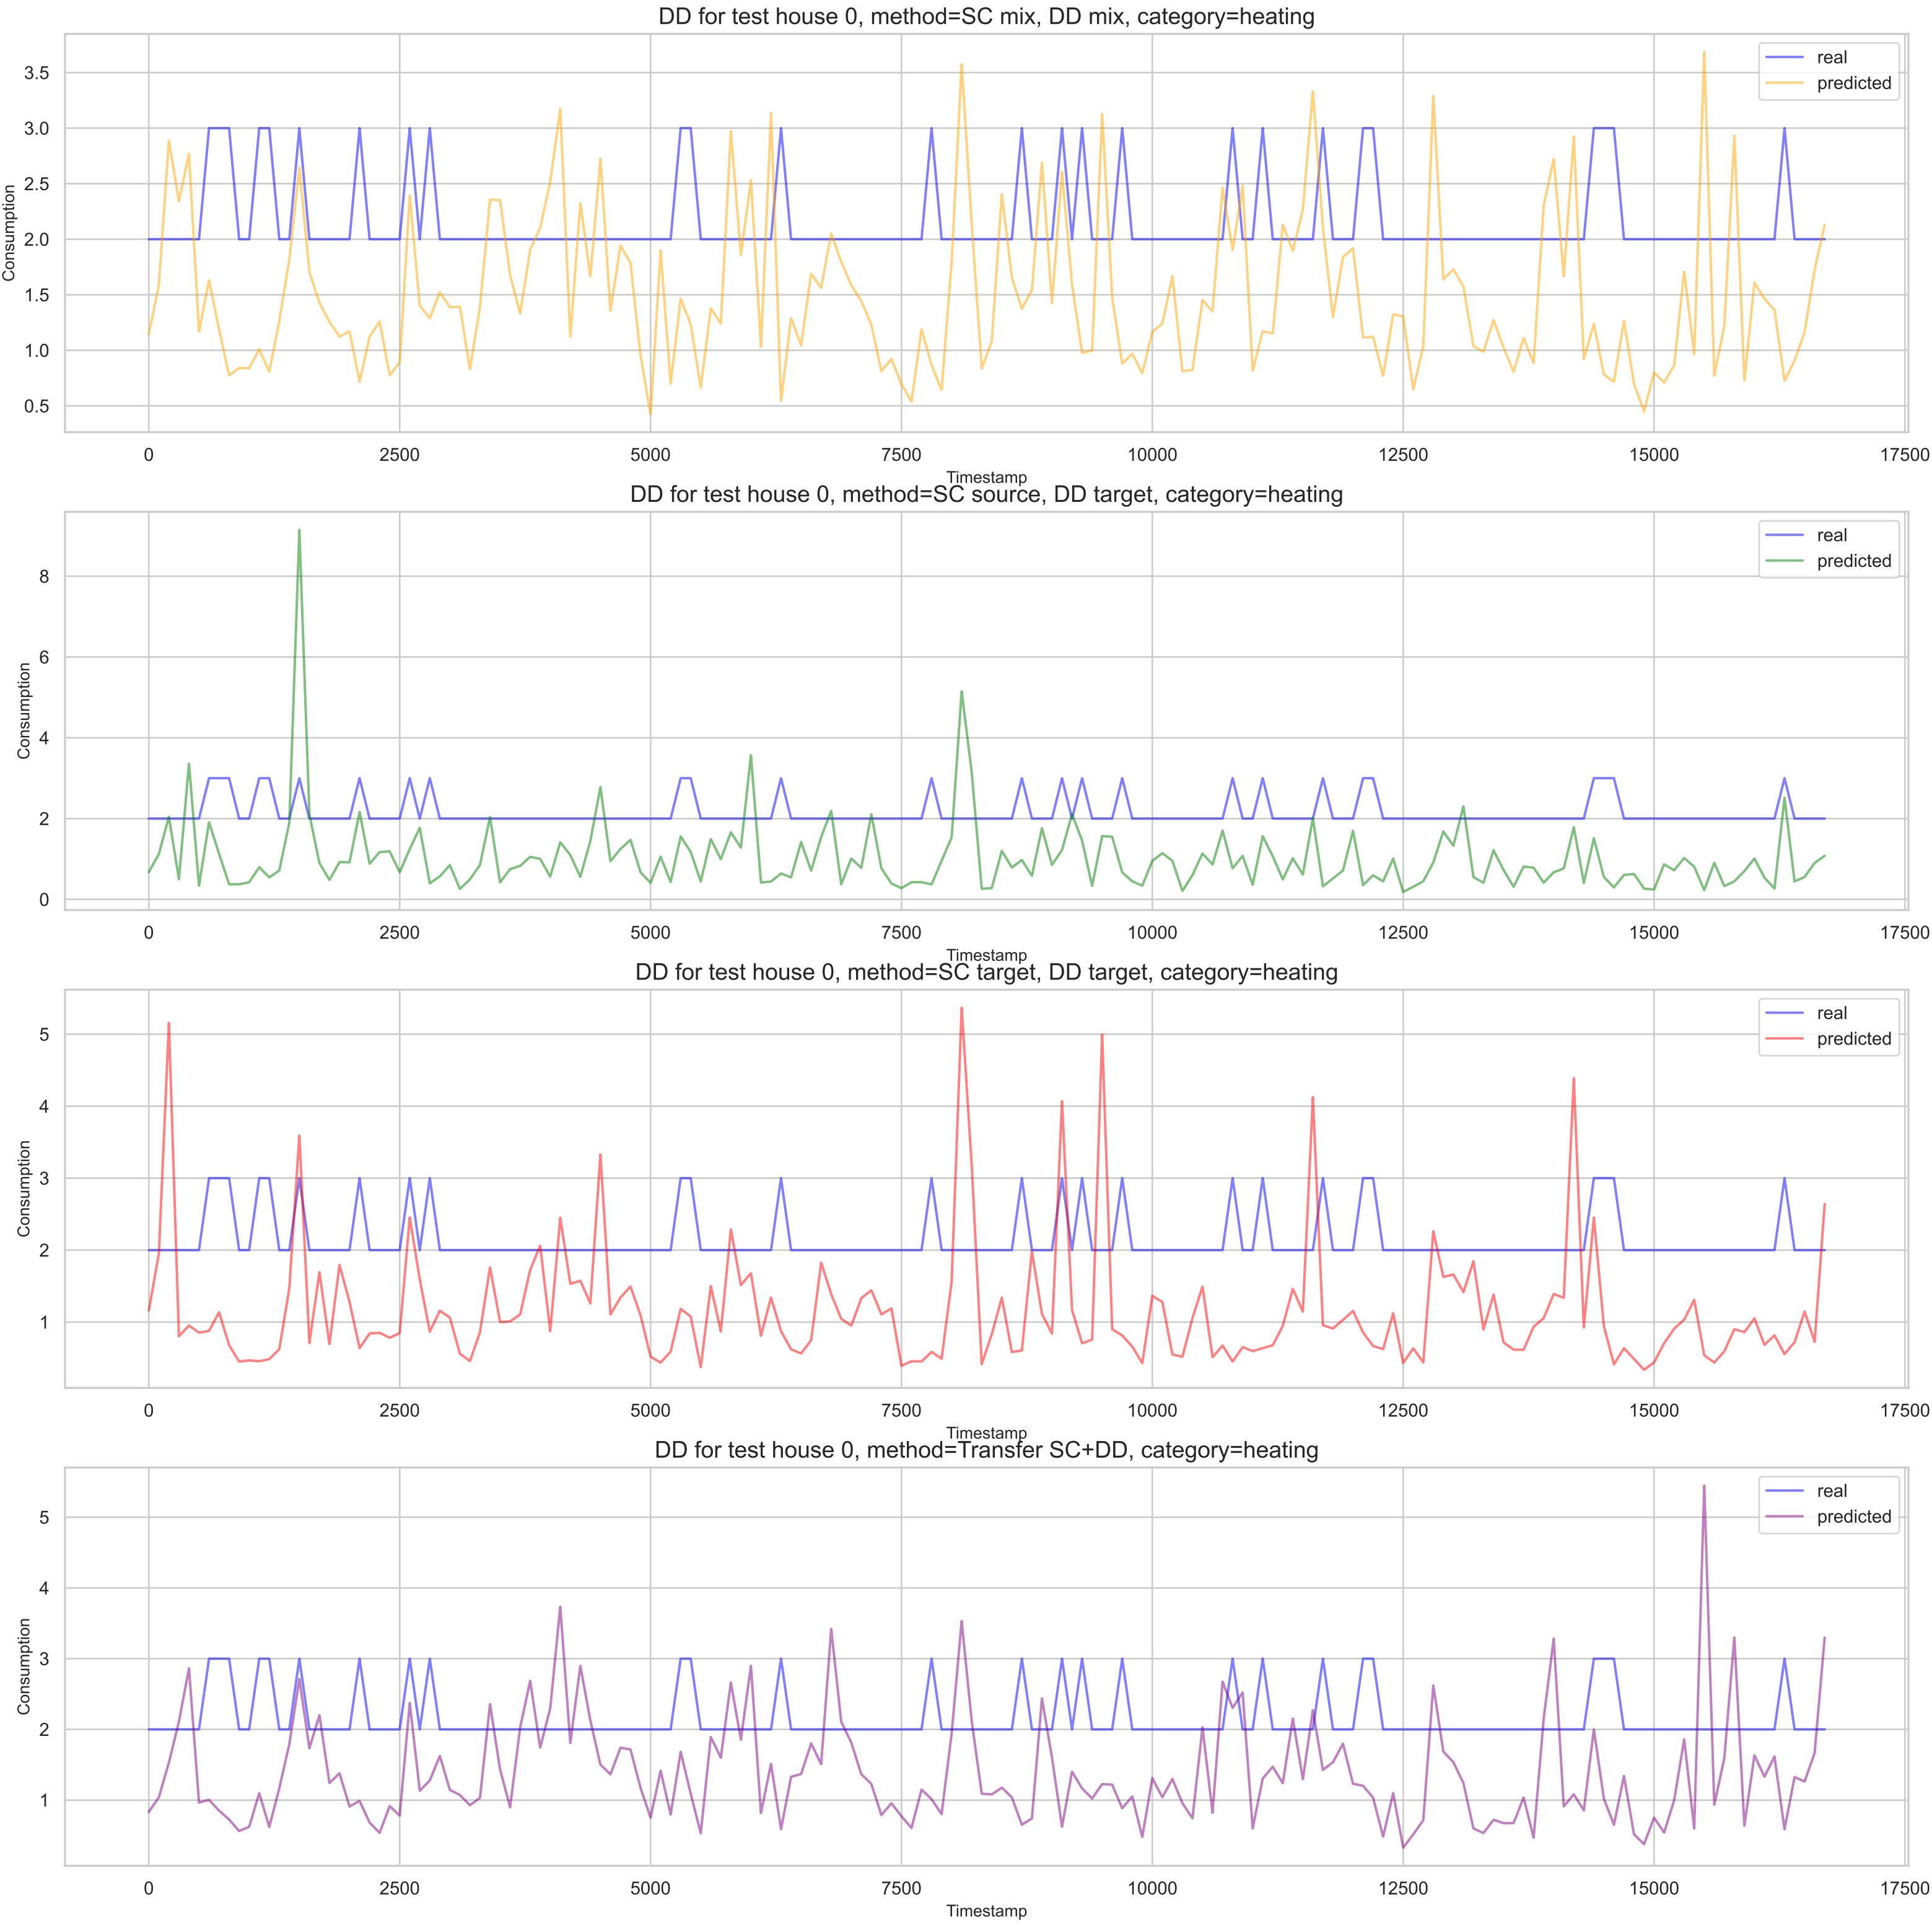 DD for test house 0, method=SC mix, DD mix, category=heating
real
predicted
3.5
3.0
2.5
2.0
1.5
1.0
0.5
Consumption
0 2500 5000 7500 10000 12500 15000 17500
Timestamp
DD for test house 0, method=SC source, DD target, category=heating
real
predicted
8
6
4
2
0
Consumption
0 2500 5000 7500 10000 12500 15000 17500
Timestamp
DD for test house 0, method=SC target, DD target, category=heating
real
predicted
5
4
3
2
1
Consumption
0 2500 5000 7500 10000 12500 15000 17500
Timestamp
DD for test house 0, method=Transfer SC+DD, category=heating
real
predicted
5
4
3
2
1
Consumption
0 2500 5000 7500 10000 12500 15000 17500
Timestamp